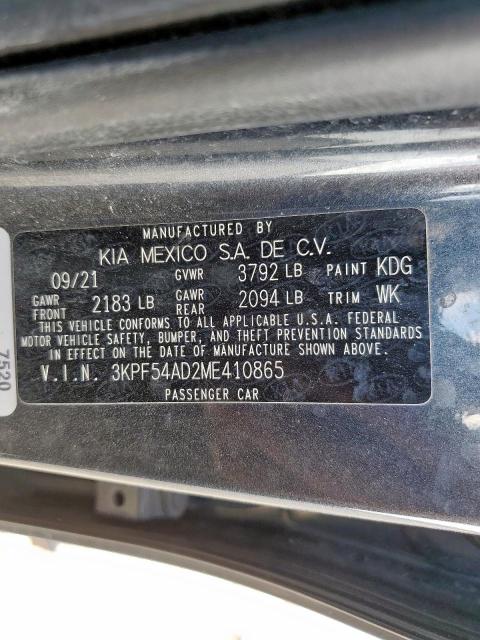 MANUFACTURED BY
KIA MEXICO S.A. DE C.V.
09/21 GVWR 3792 LB PAINT KDG
GAWR FRONT 2183 LB GAWR REAR 2094 LB TRIM WK
THIS VEHICLE CONFORMS TO ALL APPLICABLE U.S.A. FEDERAL
MOTOR VEHICLE SAFETY, BUMPER, AND THEFT PREVENTION STANDARDS
IN EFFECT ON THE DATE OF MANUFACTURE SHOWN ABOVE.
V.I.N. 3KPF54AD2ME410865
PASSENGER CAR
7520